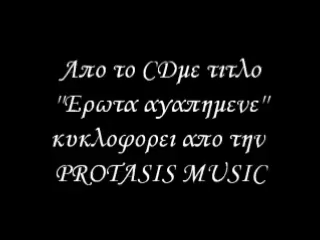 Απο το CDμε τιτλο
"Ερωτα αγαπημενε"
κυκλοφορει απο την
PROTASIS MUSIC